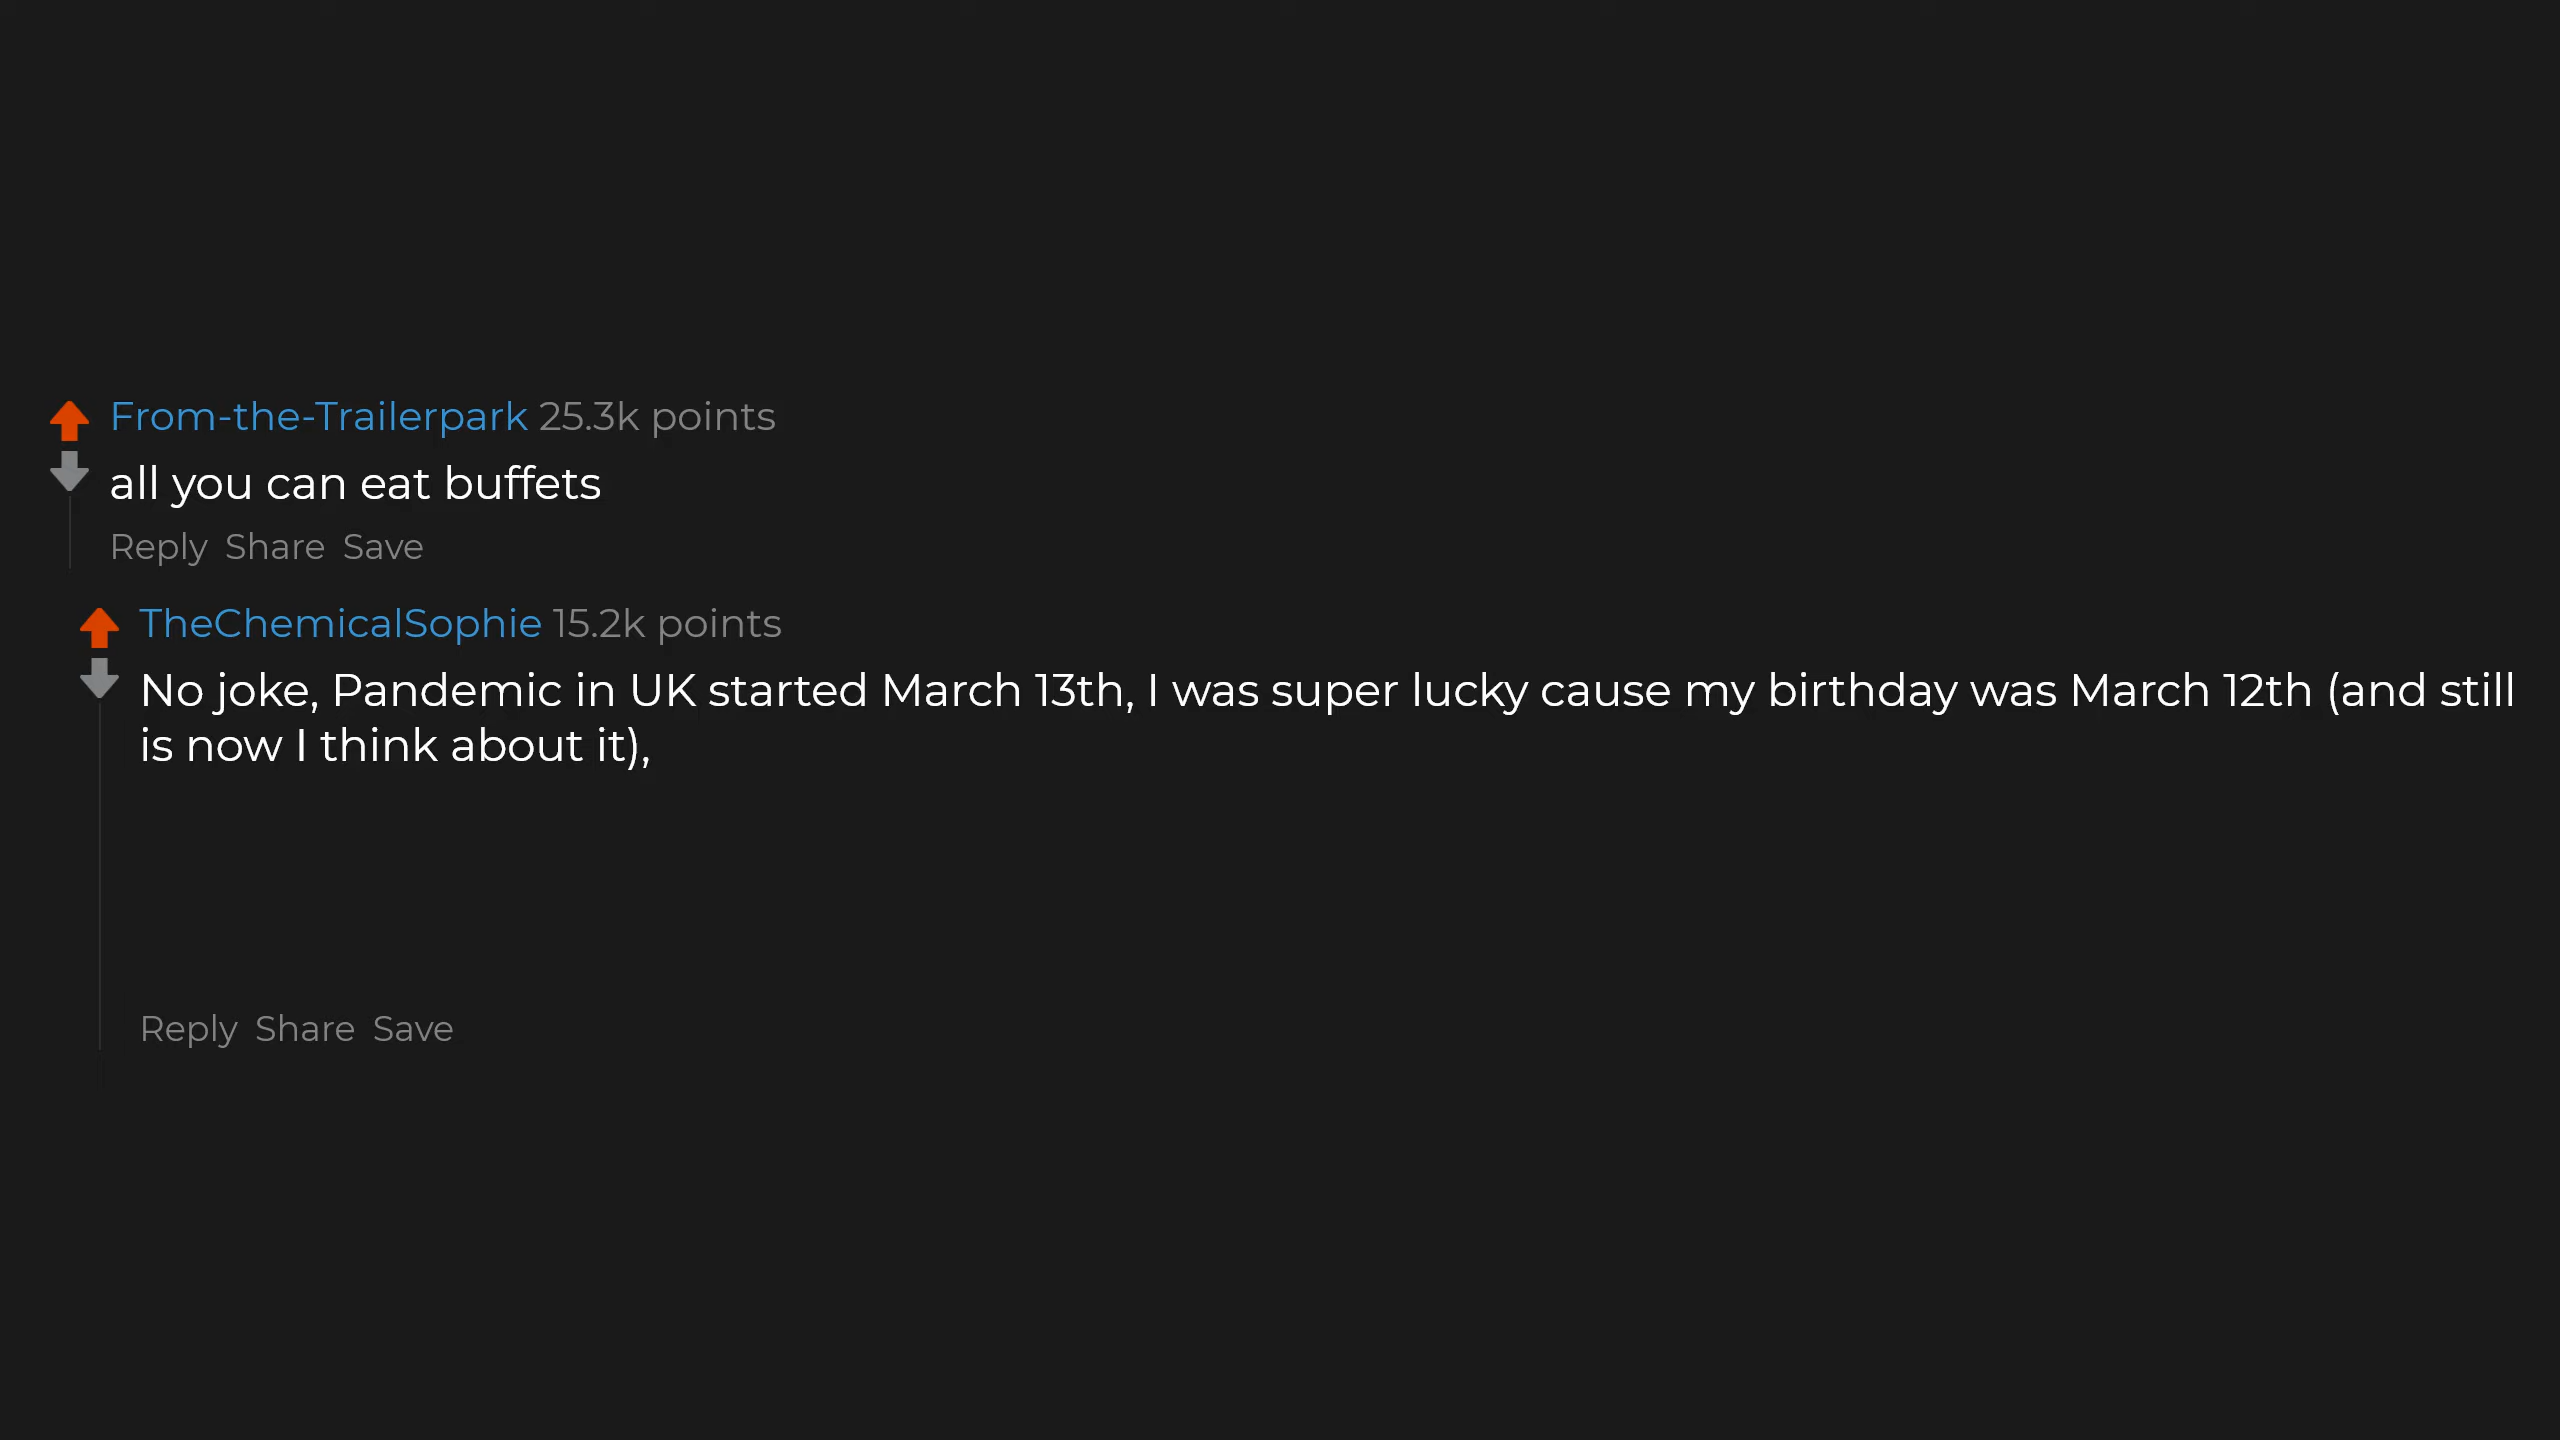 From-the-Trailerpark 25.3k points
all you can eat buffets
Reply Share Save
TheChemicalSophie 15.2k points
No joke, Pandemic in UK started March 13th, I was super lucky cause my birthday was March 12th (and still
is now I think about it),
Reply Share Save